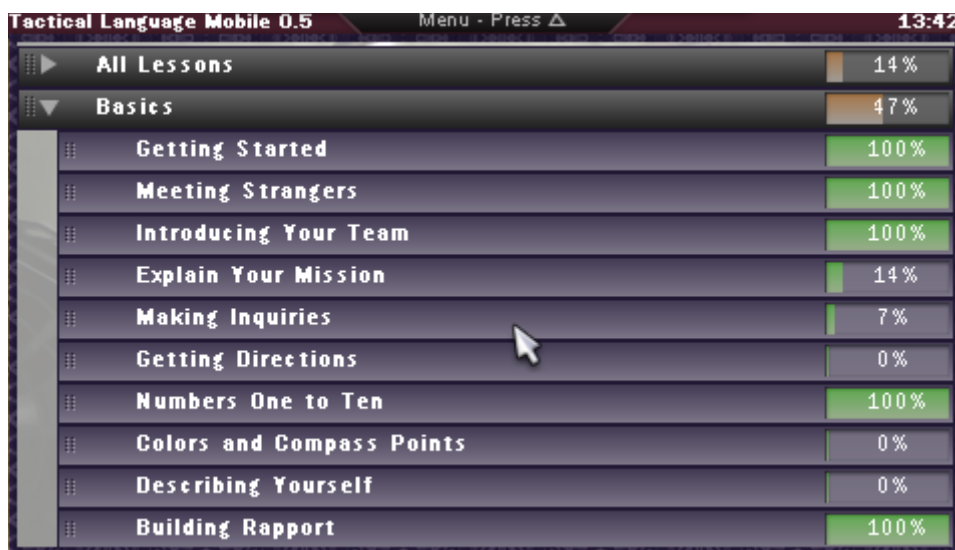 Tactical Language Mobile 0.5 Menu - Press △ 13:42
All Lessons 14%
Basics 47%
Getting Started 100%
Meeting Strangers 100%
Introducing Your Team 100%
Explain Your Mission 14%
Making Inquiries 7%
Getting Directions 0%
Numbers One to Ten 100%
Colors and Compass Points 0%
Describing Yourself 0%
Building Rapport 100%